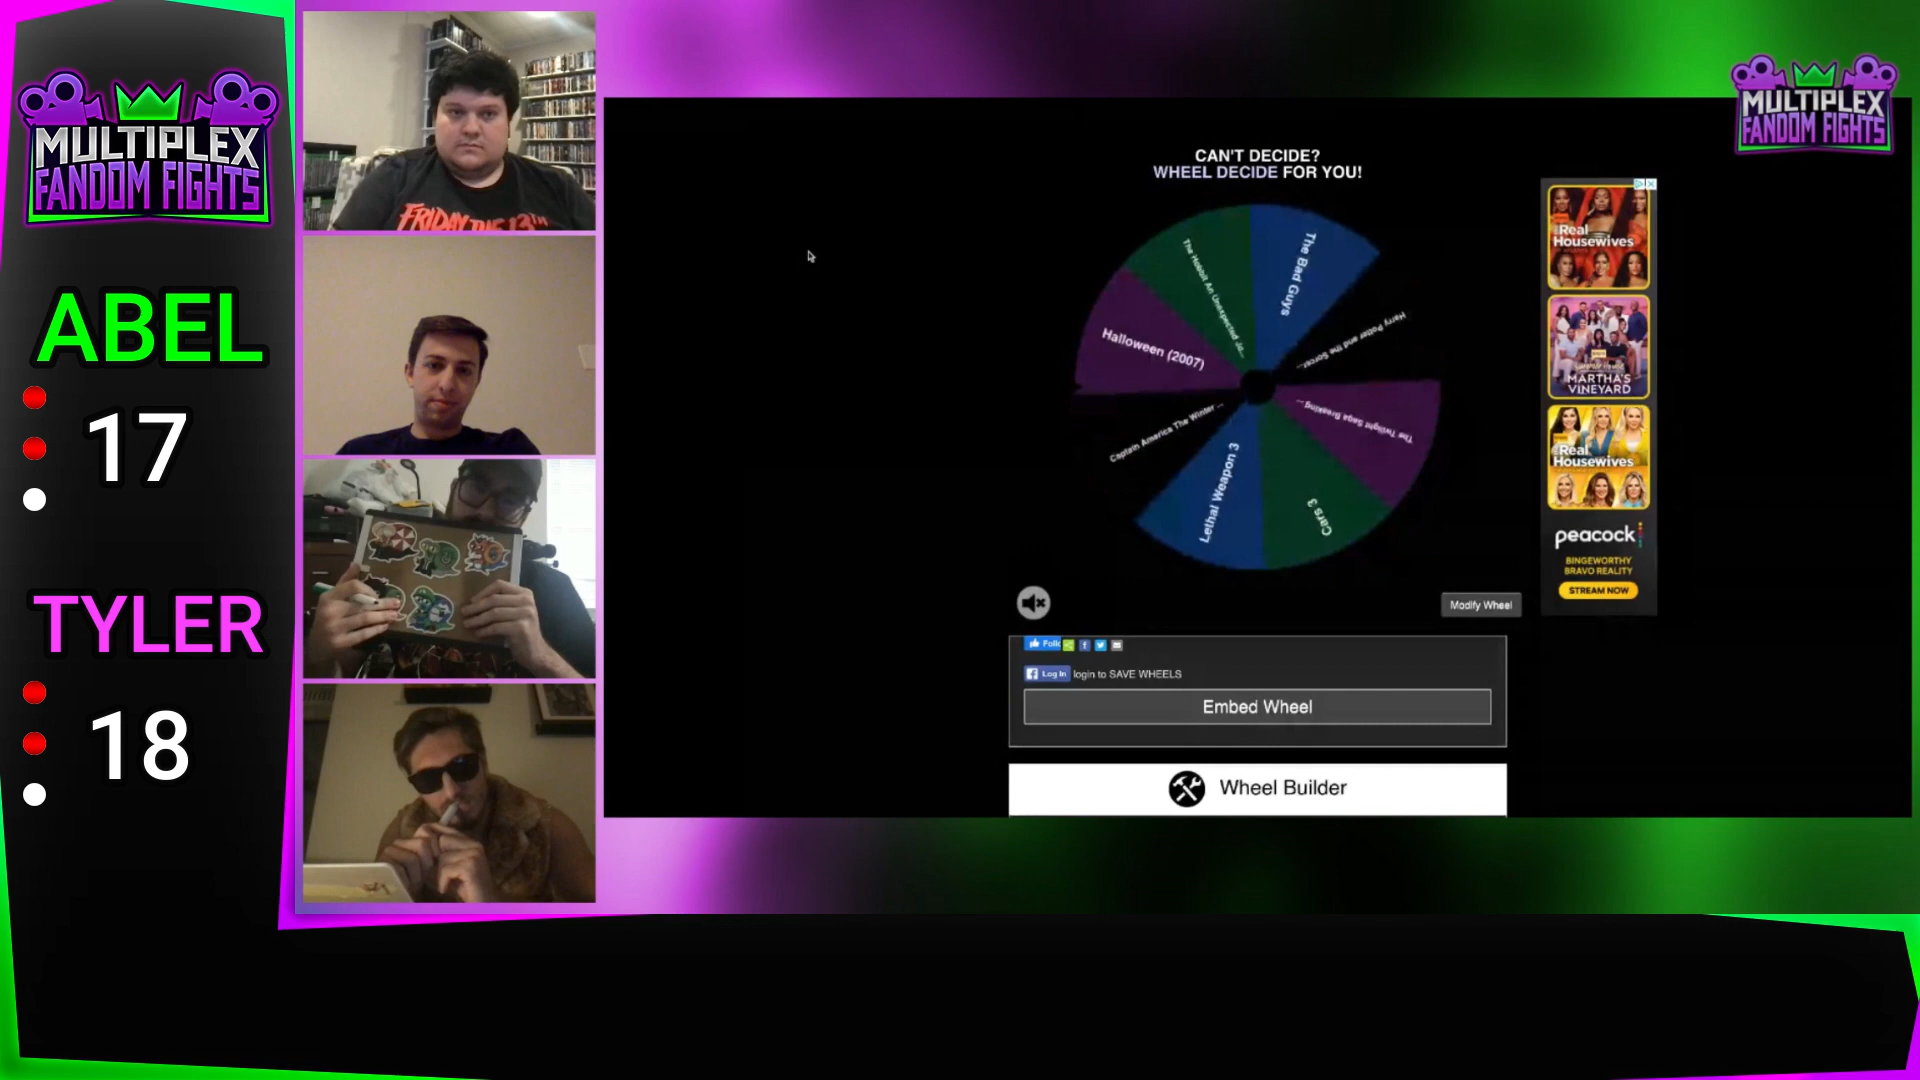 MULTIPLEX
FANDOM FIGHTS
ABEL
17
TYLER
18
FRIDAY THE 13TH
MULTIPLEX
FANDOM FIGHTS
CAN'T DECIDE?
WHEEL DECIDE FOR YOU!
The Bad Guys
Harry Potter and the Sorcer...
The Twilight Saga Breaking ...
Cars 3
Lethal Weapon 3
Captain America The Winter ...
Halloween (2007)
The Hobbit An Unexpected Jo...
Modify Wheel
Real
Housewives
MARTHA'S
VINEYARD
Real
Housewives
peacock
BINGEWORTHY
BRAVO REALITY
STREAM NOW
Log In login to SAVE WHEELS
Embed Wheel
Wheel Builder